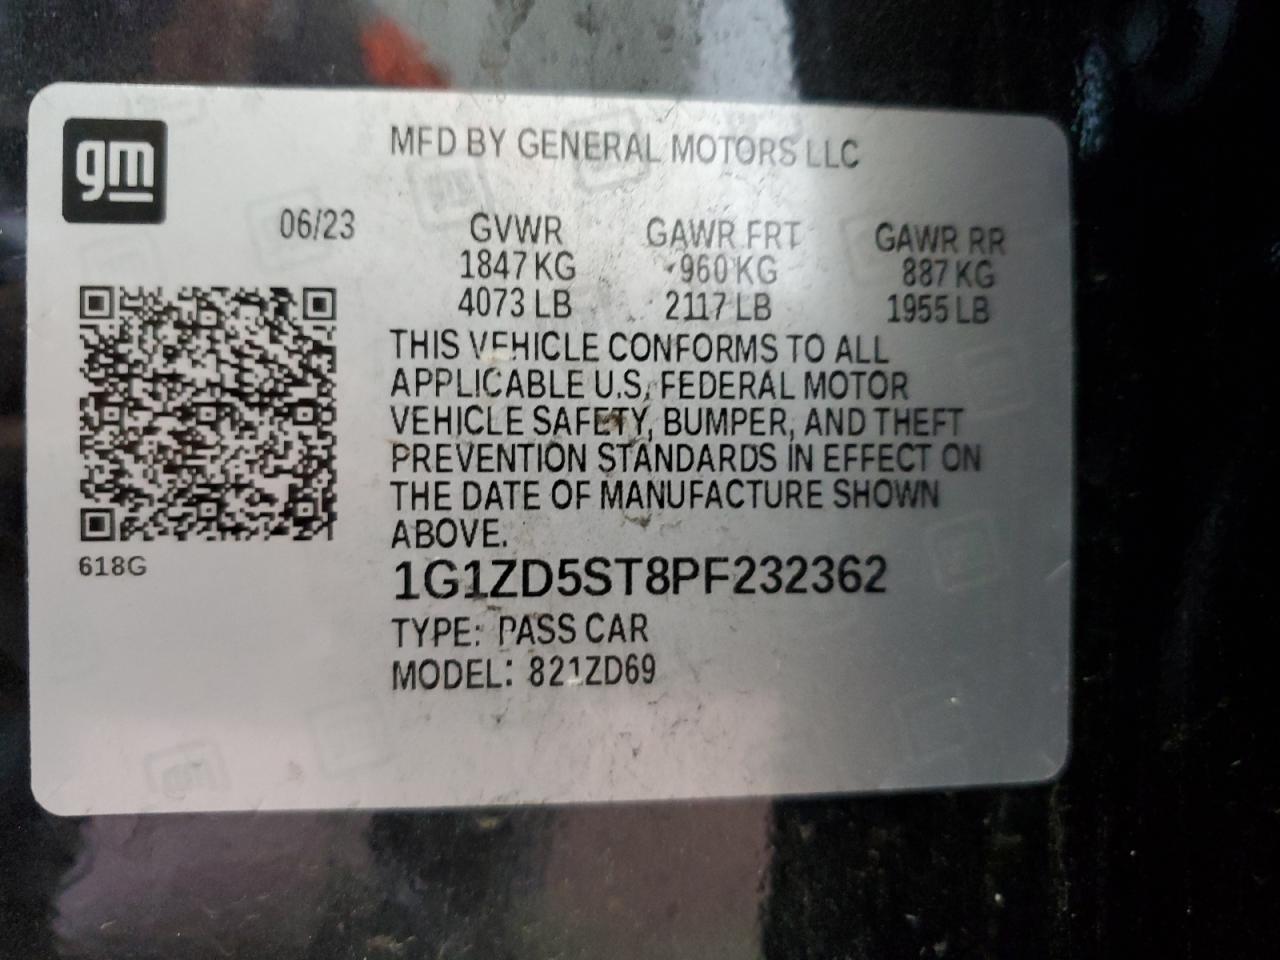 gm
MFD BY GENERAL MOTORS LLC
06/23 GVWR GAWR FRT GAWR RR
1847 KG 960 KG 887 KG
4073 LB 2117 LB 1955 LB
THIS VEHICLE CONFORMS TO ALL
APPLICABLE U.S. FEDERAL MOTOR
VEHICLE SAFETY, BUMPER, AND THEFT
PREVENTION STANDARDS IN EFFECT ON
THE DATE OF MANUFACTURE SHOWN
ABOVE.
618G
1G1ZD5ST8PF232362
TYPE: PASS CAR
MODEL: 821ZD69